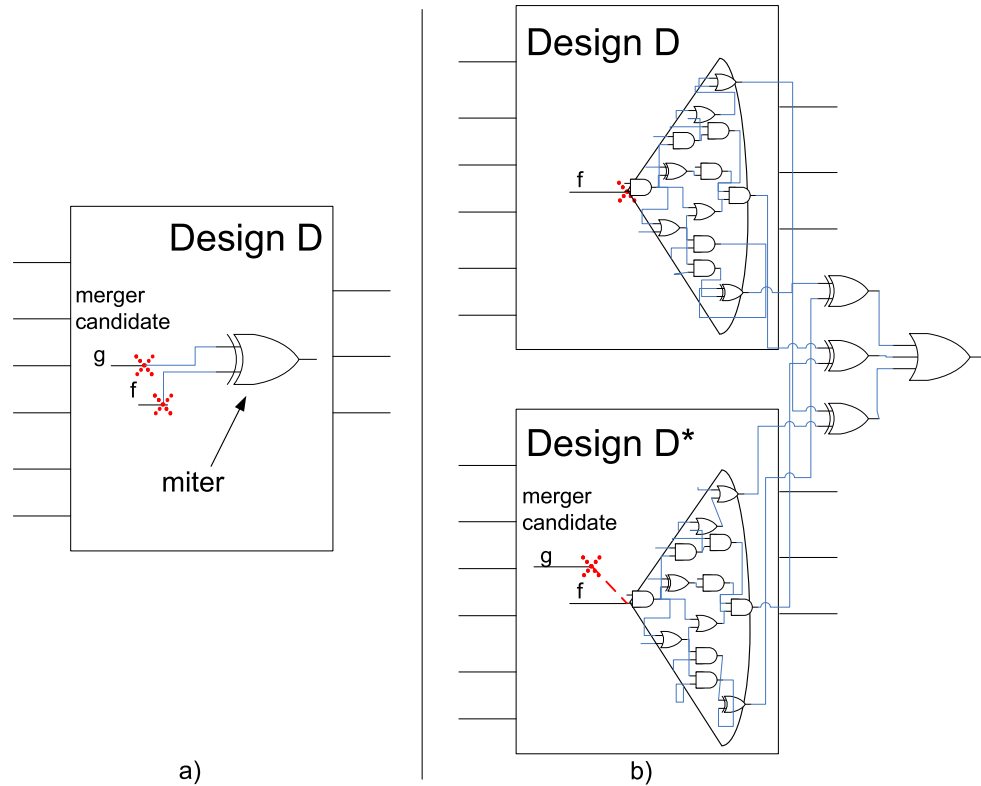 Design D
merger
candidate
g
f
miter
a)
Design D
f
Design D*
merger
candidate
g
f
b)